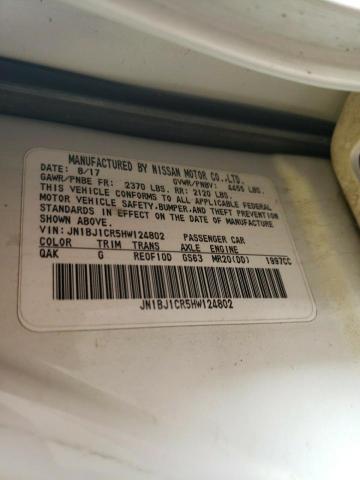 MANUFACTURED BY NISSAN MOTOR CO.,LTD.
DATE: 8/17 GVWR/PNBV: 4455 LBS.
GAWR/PNBE FR: 2370 LBS. RR: 2120 LBS.
THIS VEHICLE CONFORMS TO ALL APPLICABLE FEDERAL
MOTOR VEHICLE SAFETY,BUMPER,AND THEFT PREVENTION
STANDARDS IN EFFECT ON THE DATE OF MANUFACTURE
SHOWN ABOVE.
VIN: JN1BJ1CR5HW124802 PASSENGER CAR
COLOR TRIM TRANS AXLE ENGINE
QAK G RE0F10D GS63 MR20(DD) 1997CC
JN1BJ1CR5HW124802